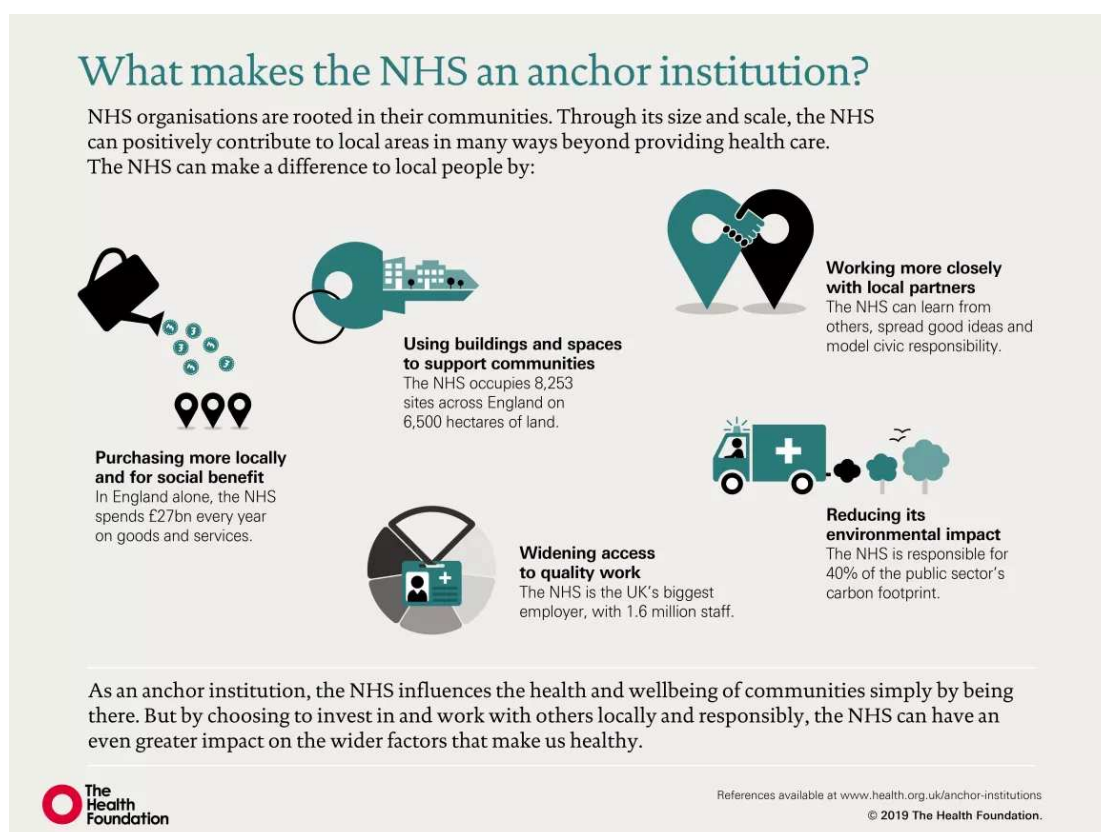 What makes the NHS an anchor institution?
NHS organisations are rooted in their communities. Through its size and scale, the NHS
can positively contribute to local areas in many ways beyond providing health care.
The NHS can make a difference to local people by:
Purchasing more locally
and for social benefit
In England alone, the NHS
spends £27bn every year
on goods and services.
Using buildings and spaces
to support communities
The NHS occupies 8,253
sites across England on
6,500 hectares of land.
Widening access
to quality work
The NHS is the UK's biggest
employer, with 1.6 million staff.
Working more closely
with local partners
The NHS can learn from
others, spread good ideas and
model civic responsibility.
Reducing its
environmental impact
The NHS is responsible for
40% of the public sector's
carbon footprint.
As an anchor institution, the NHS influences the health and wellbeing of communities simply by being
there. But by choosing to invest in and work with others locally and responsibly, the NHS can have an
even greater impact on the wider factors that make us healthy.
The
Health
Foundation
References available at www.health.org.uk/anchor-institutions
© 2019 The Health Foundation.